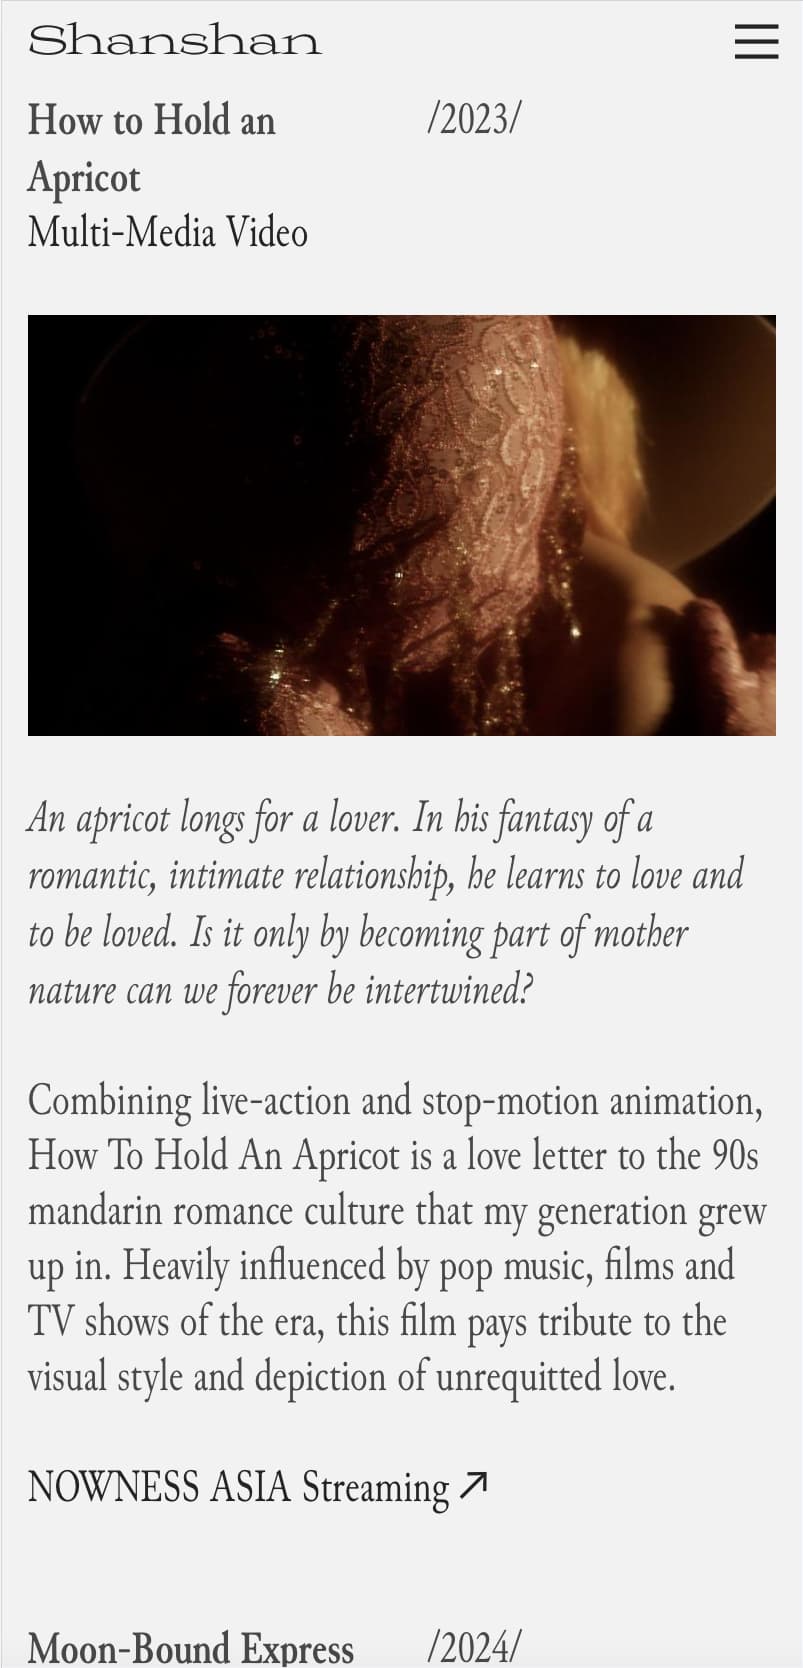 Shanshan
How to Hold an /2023/
Apricot
Multi-Media Video
An apricot longs for a lover. In his fantasy of a
romantic, intimate relationship, he learns to love and
to be loved. Is it only by becoming part of mother
nature can we forever be intertwined?
Combining live-action and stop-motion animation,
How To Hold An Apricot is a love letter to the 90s
mandarin romance culture that my generation grew
up in. Heavily influenced by pop music, films and
TV shows of the era, this film pays tribute to the
visual style and depiction of unrequitted love.
NOWNESS ASIA Streaming ↗
Moon-Bound Express /2024/